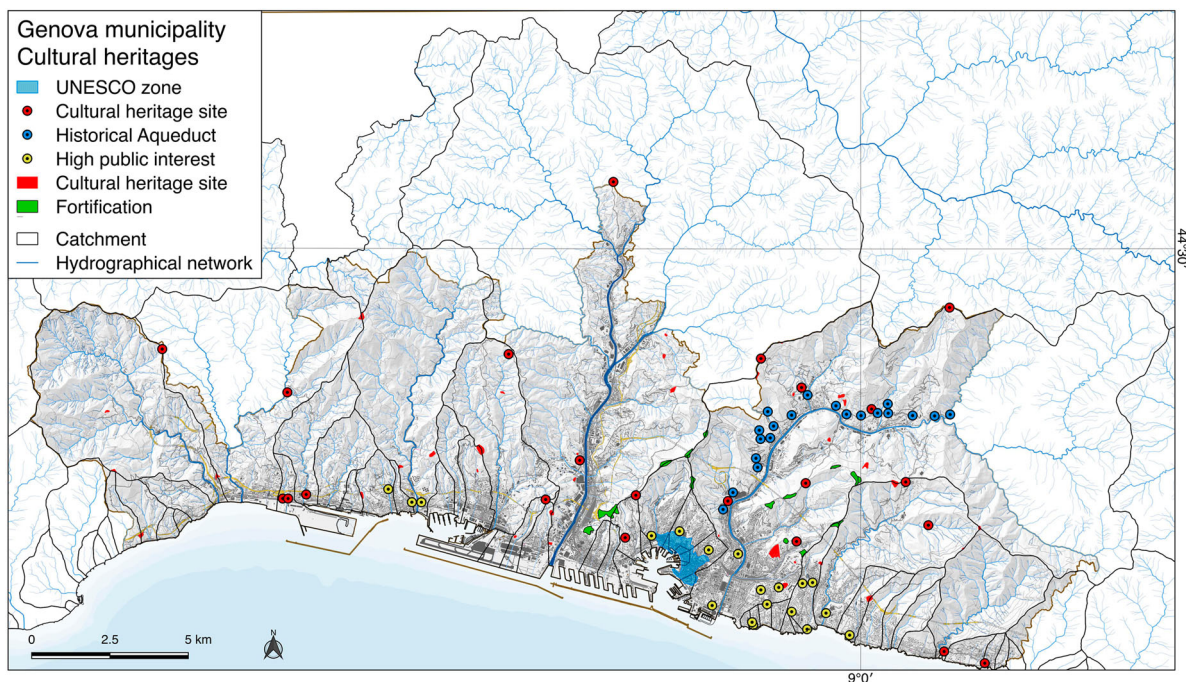 Genova municipality
Cultural heritages
UNESCO zone
Cultural heritage site
Historical Aqueduct
High public interest
Cultural heritage site
Fortification
Catchment
Hydrographical network
44°30'
0 2.5 5 km
N
9°0'